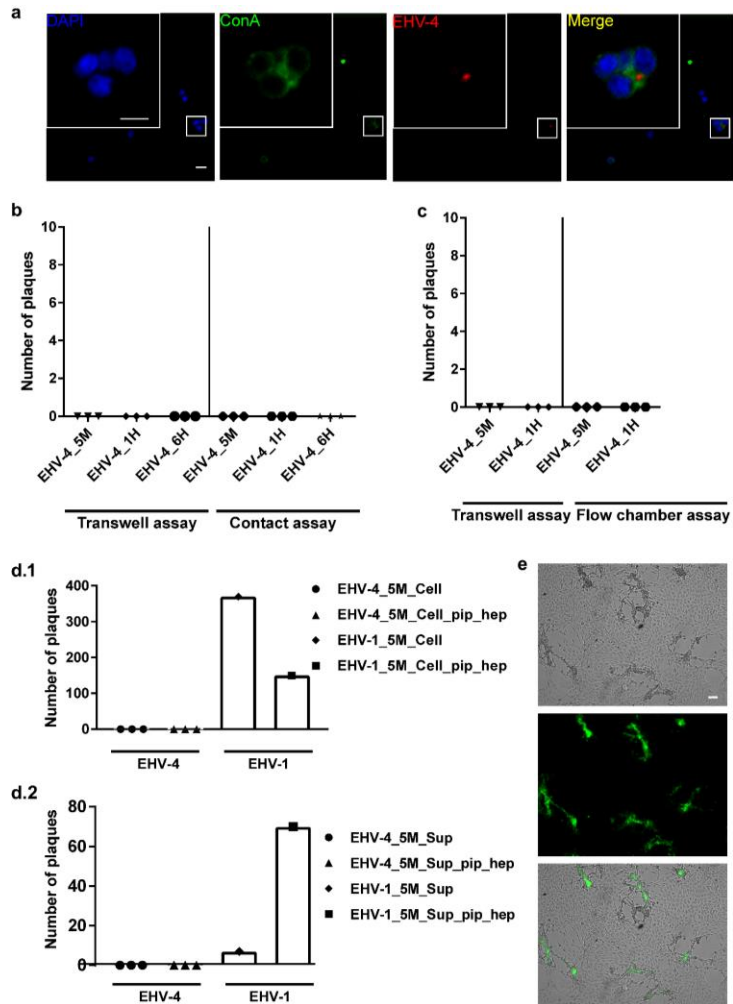 a
DAPI ConA EHV-4 Merge
b
Number of plaques
10
8
6
4
2
0
EHV-4_5M EHV-4_1H EHV-4_6H EHV-4_5M EHV-4_1H EHV-4_6H
Transwell assay Contact assay
c
Number of plaques
10
8
6
4
2
0
EHV-4_5M EHV-4_1H EHV-4_5M EHV-4_1H
Transwell assay Flow chamber assay
d.1
Number of plaques
400
300
200
100
0
EHV-4 EHV-1
EHV-4_5M_Cell
EHV-4_5M_Cell_pip_hep
EHV-1_5M_Cell
EHV-1_5M_Cell_pip_hep
d.2
Number of plaques
80
60
40
20
0
EHV-4 EHV-1
EHV-4_5M_Sup
EHV-4_5M_Sup_pip_hep
EHV-1_5M_Sup
EHV-1_5M_Sup_pip_hep
e